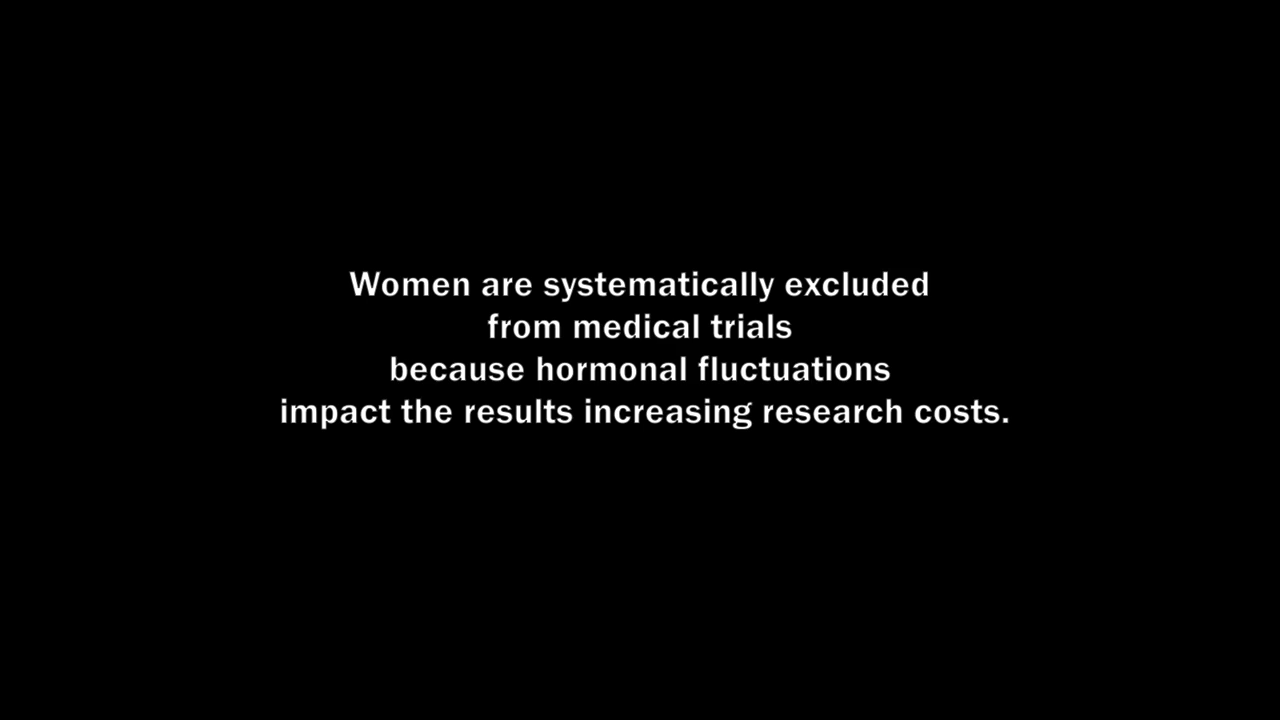 Women are systematically excluded
from medical trials
because hormonal fluctuations
impact the results increasing research costs.